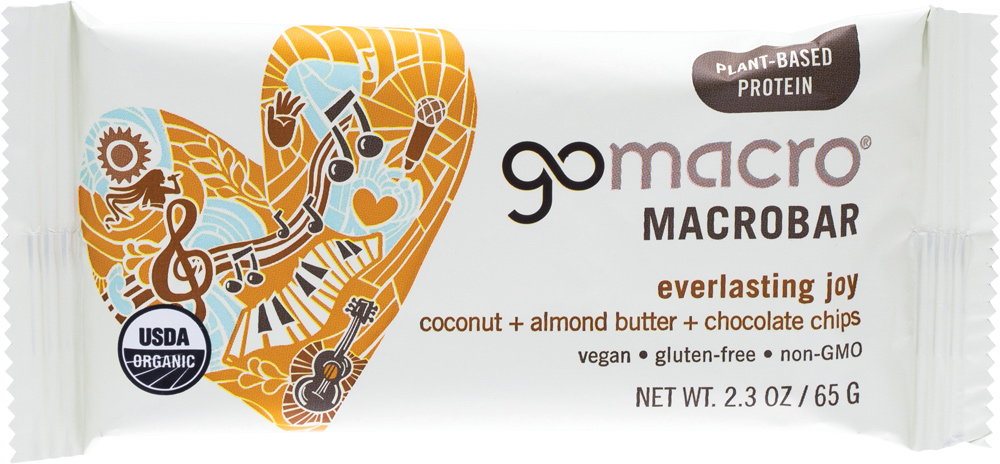 PLANT-BASED
PROTEIN
gomacro®
MACROBAR
everlasting joy
coconut + almond butter + chocolate chips
vegan • gluten-free • non-GMO
NET WT. 2.3 OZ / 65 G
USDA
ORGANIC